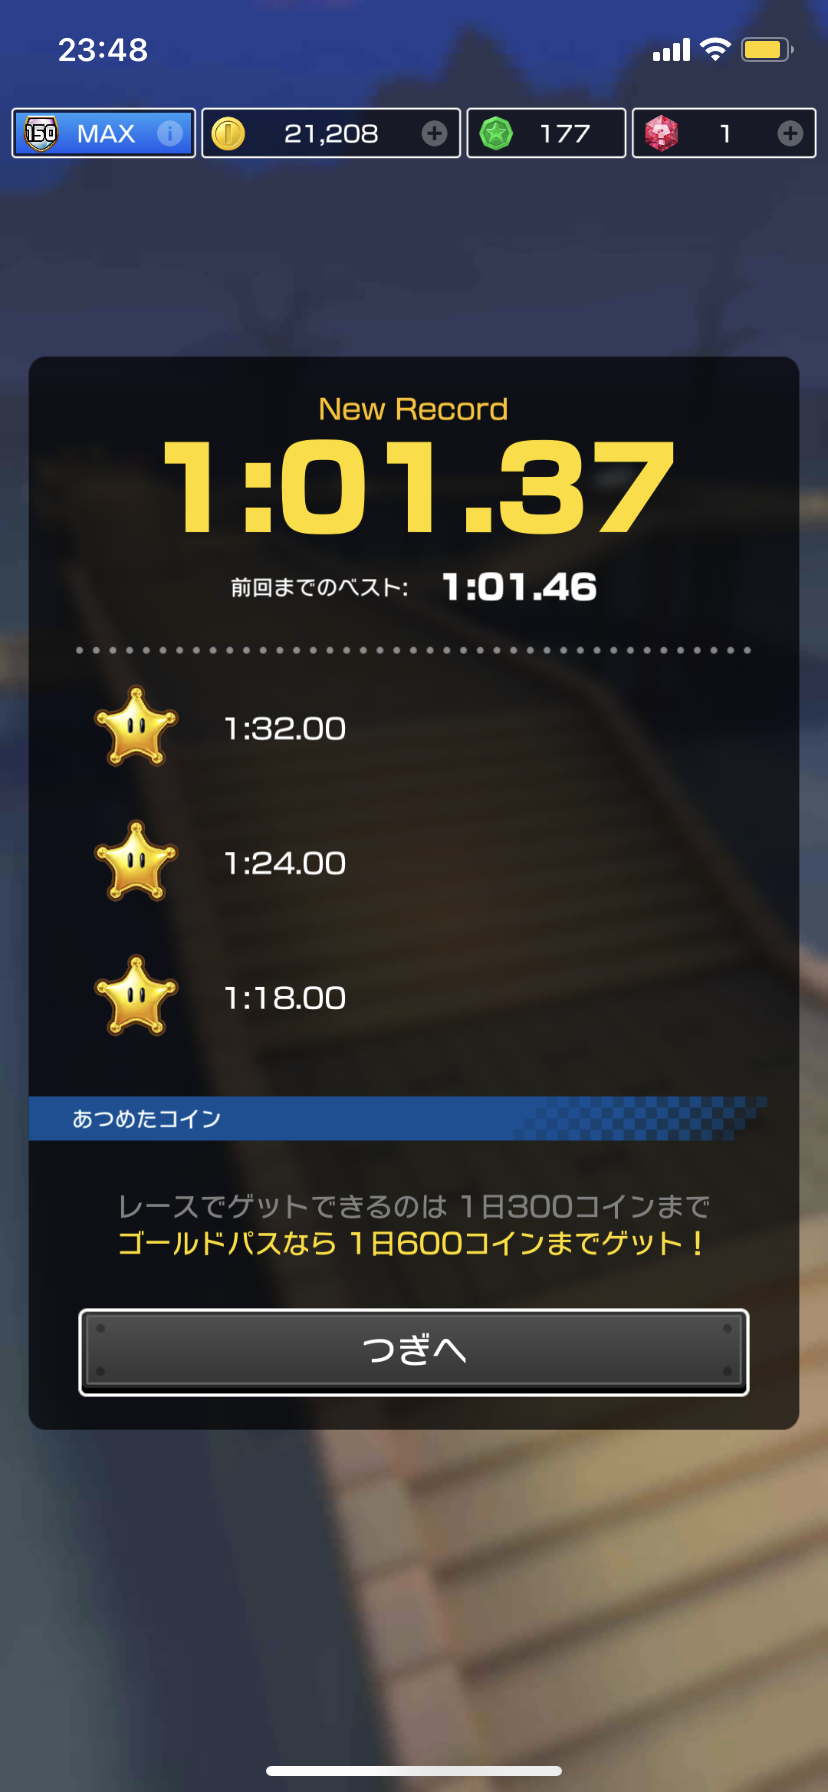 23:48
150 MAX i 21,208 177 1
New Record
1:01.37
前回までのベスト: 1:01.46
1:32.00
1:24.00
1:18.00
あつめたコイン
レースでゲットできるのは 1日300コインまで
ゴールドパスなら 1日600コインまでゲット！
つぎへ